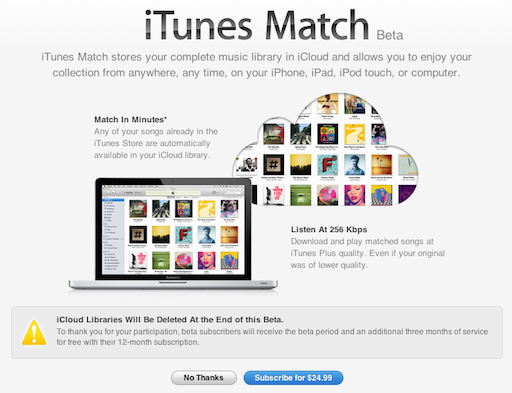 iTunes Match Beta
iTunes Match stores your complete music library in iCloud and allows you to enjoy your
collection from anywhere, any time, on your iPhone, iPad, iPod touch, or computer.
Match In Minutes*
Any of your songs already in the
iTunes Store are automatically
available in your iCloud library.
Listen At 256 Kbps
Download and play matched songs at
iTunes Plus quality. Even if your original
was of lower quality.
iCloud Libraries Will Be Deleted At the End of this Beta.
To thank you for your participation, beta subscribers will receive the beta period and an additional three months of service
for free with their 12-month subscription.
No Thanks
Subscribe for $24.99